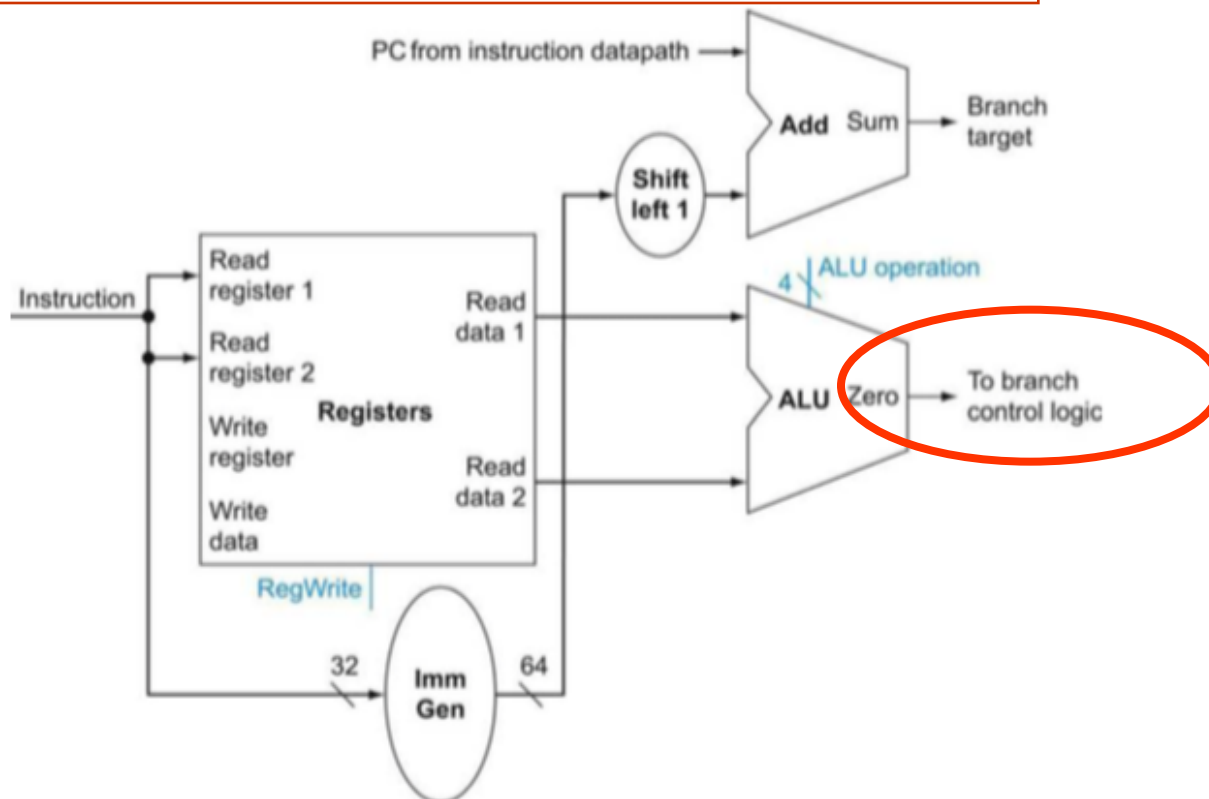 PC from instruction datapath
Add Sum
Branch
target
Shift
left 1
Instruction
Read
register 1
Read
register 2
Write
register
Write
data
Registers
Read
data 1
Read
data 2
RegWrite
4
ALU operation
ALU Zero
To branch
control logic
32
Imm
Gen
64